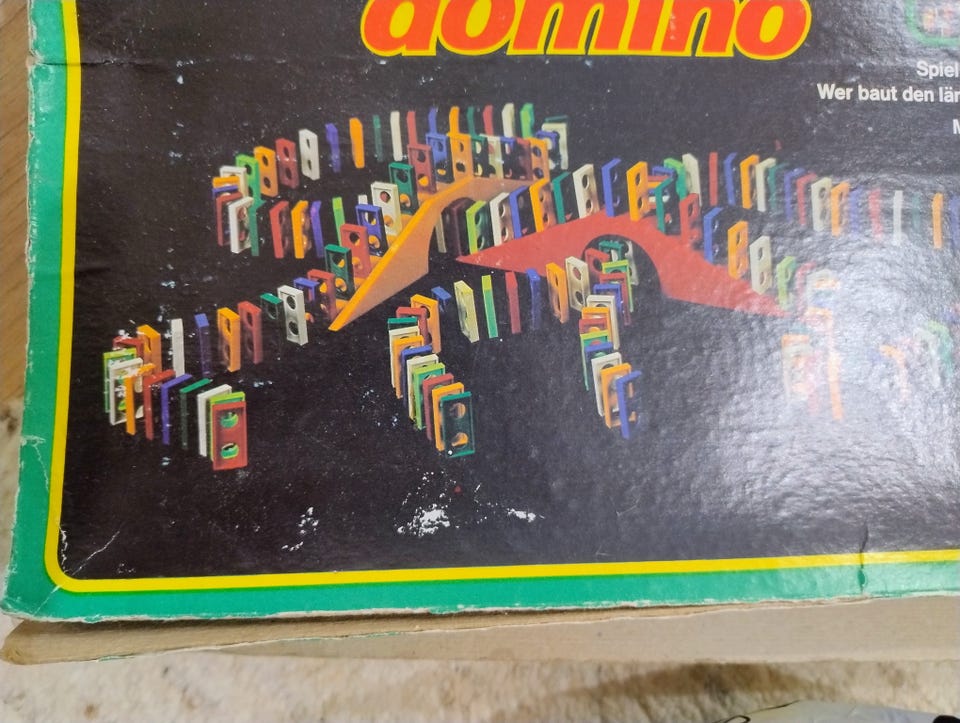 domino
Spiel
Wer baut den län
M